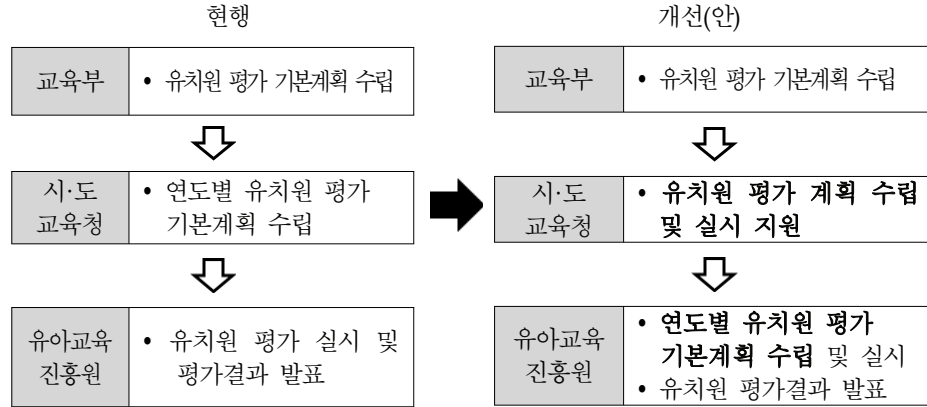 현행
교육부
• 유치원 평가 기본계획 수립
시·도
교육청
• 연도별 유치원 평가
기본계획 수립
유아교육
진흥원
• 유치원 평가 실시 및
평가결과 발표
개선(안)
교육부
• 유치원 평가 기본계획 수립
시·도
교육청
• 유치원 평가 계획 수립
및 실시 지원
유아교육
진흥원
• 연도별 유치원 평가
기본계획 수립 및 실시
• 유치원 평가결과 발표